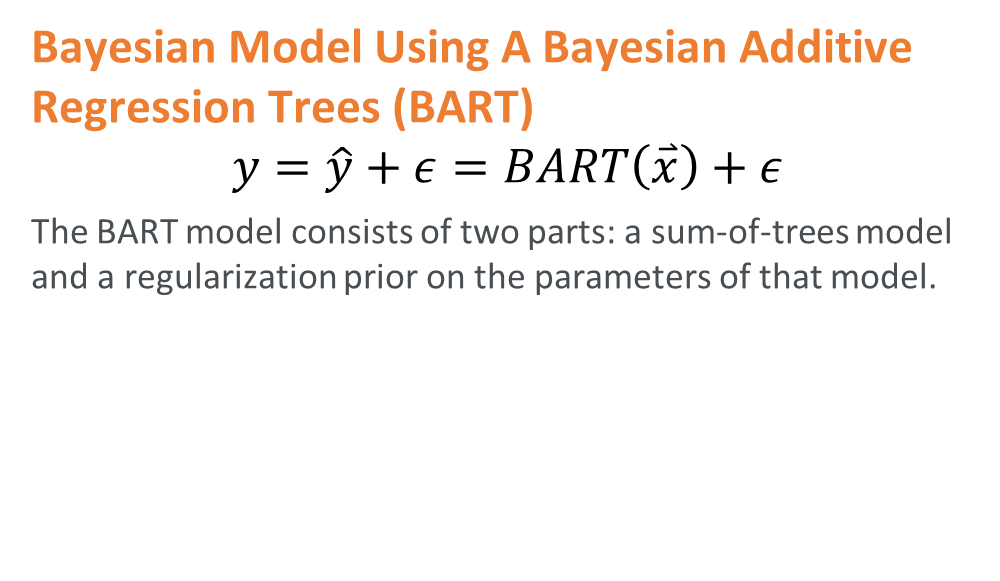 Bayesian Model Using A Bayesian Additive
Regression Trees (BART)
y = ŷ + ϵ = BART(x⃗) + ϵ
The BART model consists of two parts: a sum-of-trees model
and a regularization prior on the parameters of that model.